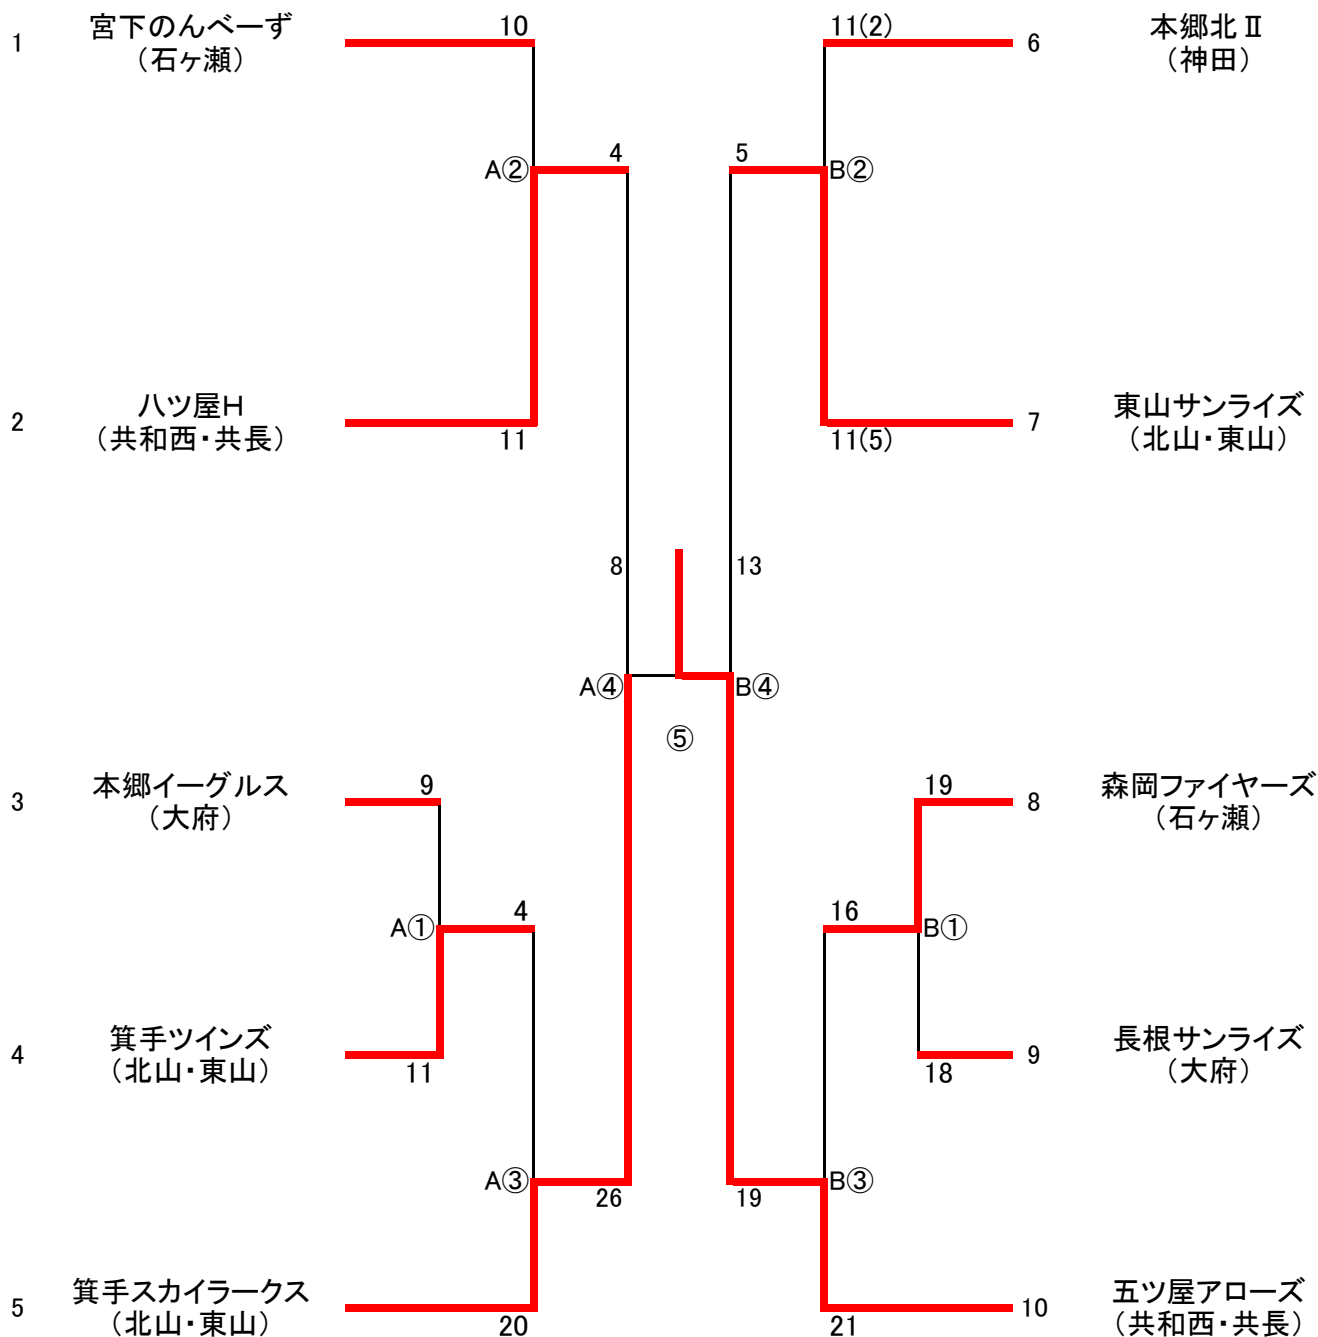 1
宮下のんべーず
（石ヶ瀬）
10
11(2)
6
本郷北Ⅱ
（神田）
A②
4
5
B②
2
八ツ屋H
（共和西・共長）
11
11(5)
7
東山サンライズ
（北山・東山）
8
13
A④
B④
⑤
3
本郷イーグルス
（大府）
9
19
8
森岡ファイヤーズ
（石ヶ瀬）
A①
4
16
B①
4
箕手ツインズ
（北山・東山）
11
18
9
長根サンライズ
（大府）
A③
26
19
B③
5
箕手スカイラークス
（北山・東山）
20
21
10
五ツ屋アローズ
（共和西・共長）